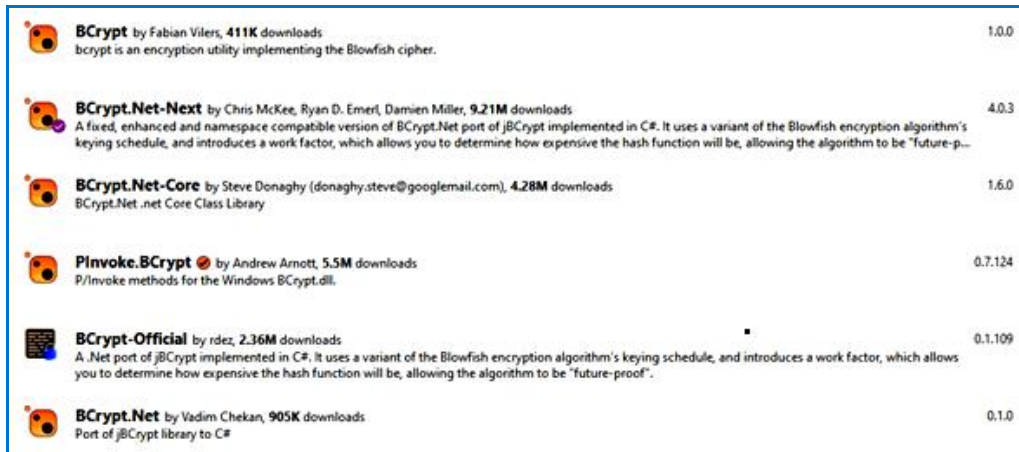 BCrypt by Fabian Vilers, 411K downloads 1.0.0
bcrypt is an encryption utility implementing the Blowfish cipher.
BCrypt.Net-Next by Chris McKee, Ryan D. Emerl, Damien Miller, 9.21M downloads 4.0.3
A fixed, enhanced and namespace compatible version of BCrypt.Net port of jBCrypt implemented in C#. It uses a variant of the Blowfish encryption algorithm's
keying schedule, and introduces a work factor, which allows you to determine how expensive the hash function will be, allowing the algorithm to be "future-p...
BCrypt.Net-Core by Steve Donaghy (donaghy.steve@googlemail.com), 4.28M downloads 1.6.0
BCrypt.Net .net Core Class Library
PInvoke.BCrypt by Andrew Arnott, 5.5M downloads 0.7.124
P/Invoke methods for the Windows BCrypt.dll.
BCrypt-Official by rdez, 2.36M downloads 0.1.109
A .Net port of jBCrypt implemented in C#. It uses a variant of the Blowfish encryption algorithm's keying schedule, and introduces a work factor, which allows
you to determine how expensive the hash function will be, allowing the algorithm to be "future-proof".
BCrypt.Net by Vadim Chekan, 905K downloads 0.1.0
Port of jBCrypt library to C#